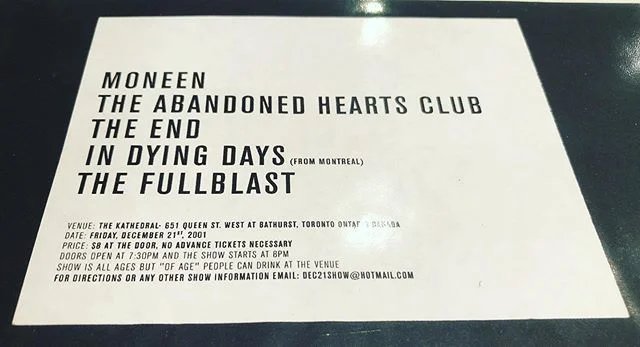 MONEEN
THE ABANDONED HEARTS CLUB
THE END
IN DYING DAYS (FROM MONTREAL)
THE FULLBLAST
VENUE: THE KATHEDRAL- 651 QUEEN ST. WEST AT BATHURST, TORONTO ONTARIO CANADA
DATE: FRIDAY, DECEMBER 21ST, 2001
PRICE: $8 AT THE DOOR, NO ADVANCE TICKETS NECESSARY
DOORS OPEN AT 7:30PM AND THE SHOW STARTS AT 8PM
SHOW IS ALL AGES BUT "OF AGE" PEOPLE CAN DRINK AT THE VENUE
FOR DIRECTIONS OR ANY OTHER SHOW INFORMATION EMAIL: DEC21SHOW@HOTMAIL.COM